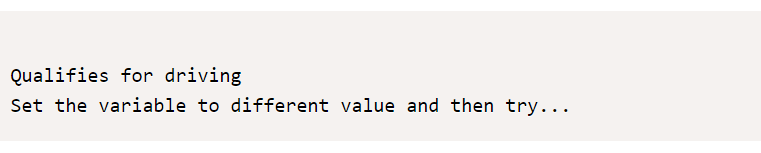 Qualifies for driving
Set the variable to different value and then try...